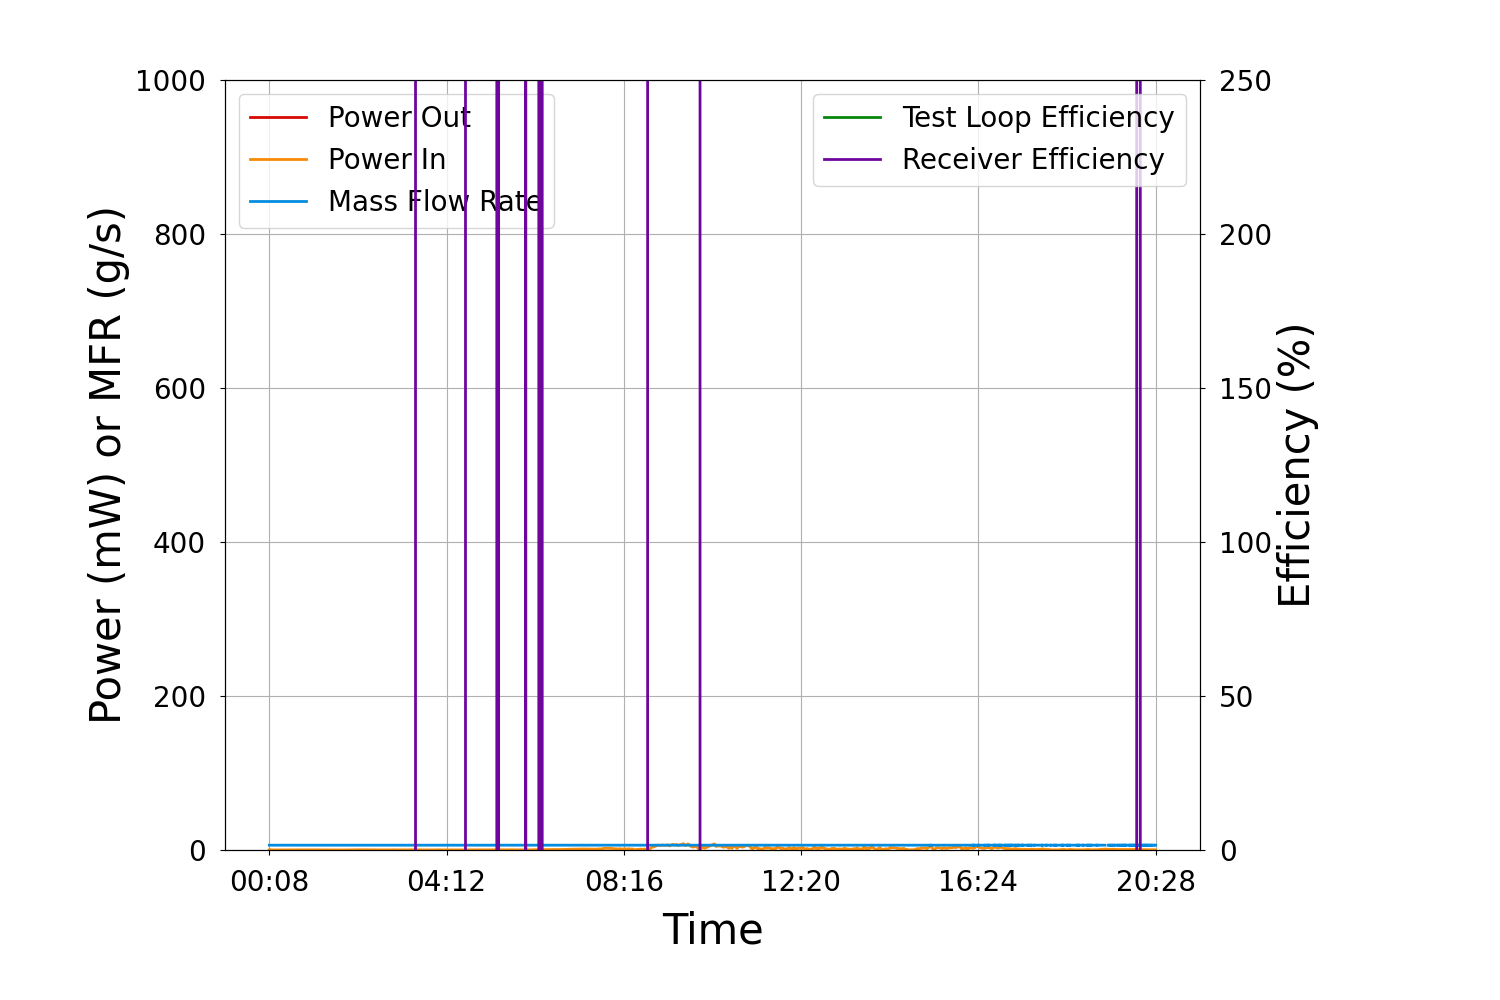 1000
800
600
400
200
0
Power (mW) or MFR (g/s)
Power Out
Power In
Mass Flow Rate
Test Loop Efficiency
Receiver Efficiency
250
200
150
100
50
0
Efficiency (%)
00:08 04:12 08:16 12:20 16:24 20:28
Time